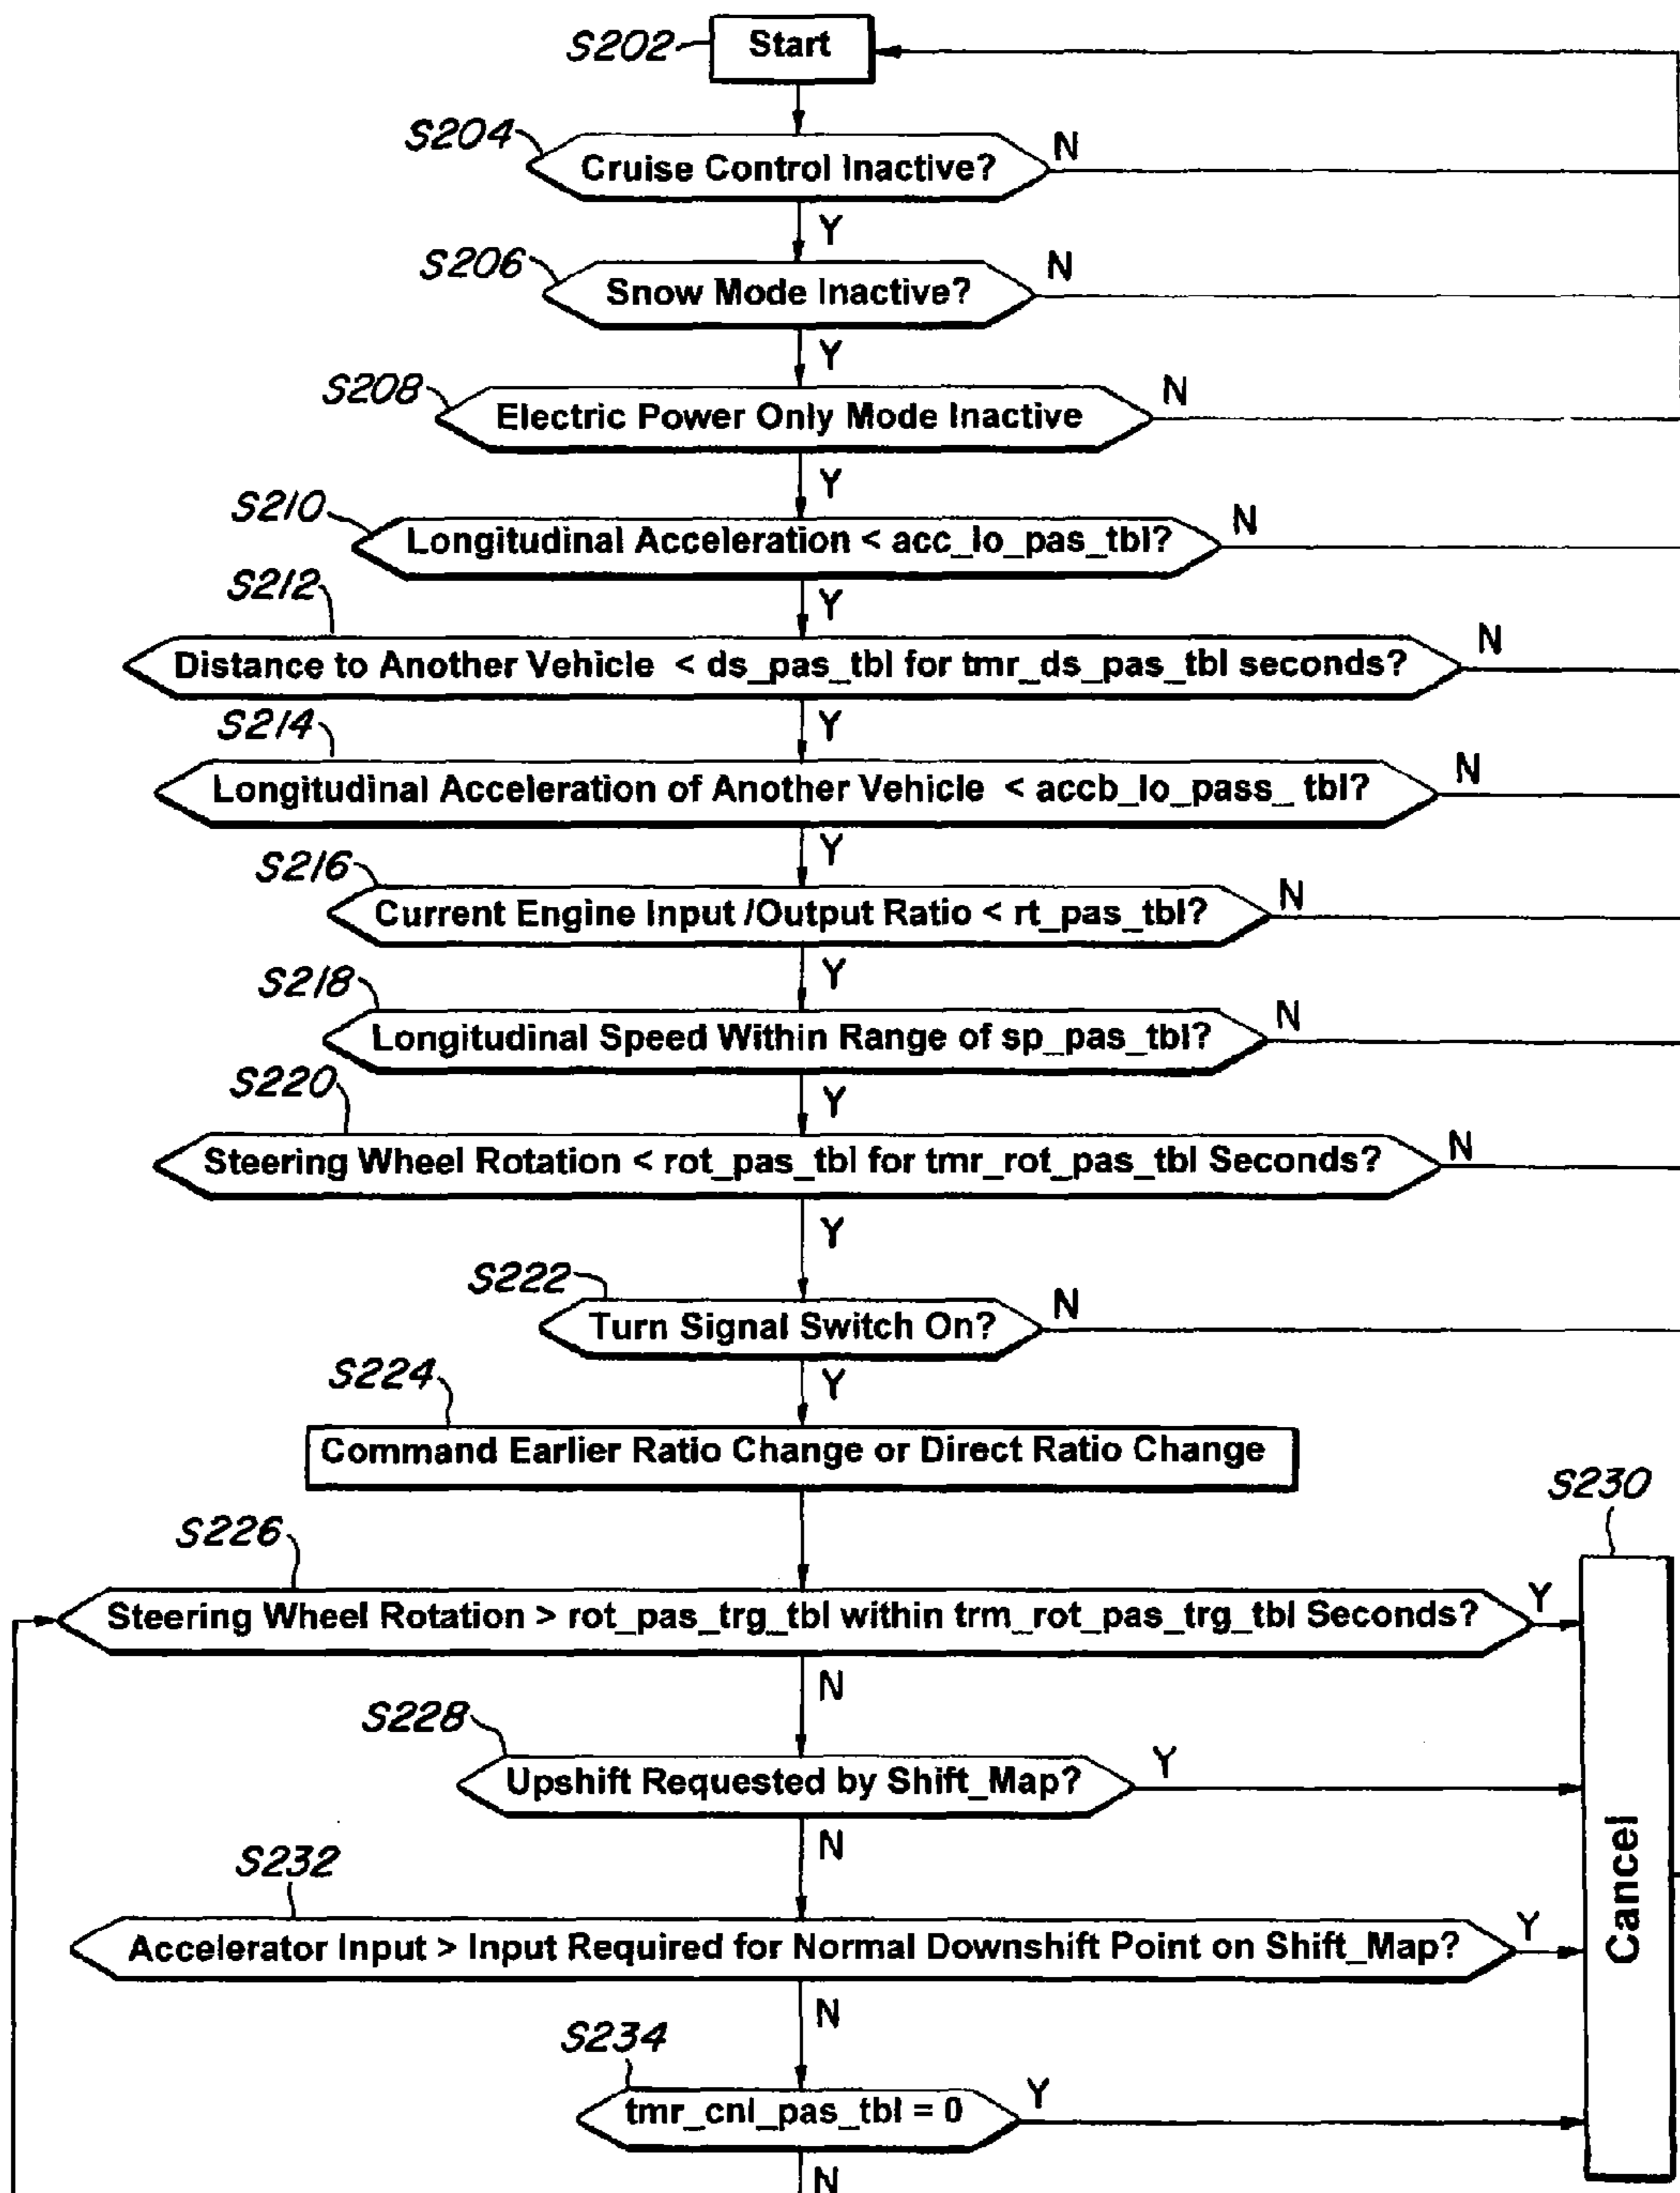 S202
Start
S204
Cruise Control Inactive?
N
Y
S206
Snow Mode Inactive?
N
Y
S208
Electric Power Only Mode Inactive
N
Y
S210
Longitudinal Acceleration < acc_lo_pas_tbl?
N
Y
S212
Distance to Another Vehicle < ds_pas_tbl for tmr_ds_pas_tbl seconds?
N
Y
S214
Longitudinal Acceleration of Another Vehicle < accb_lo_pass_ tbl?
N
Y
S216
Current Engine Input /Output Ratio < rt_pas_tbl?
N
Y
S218
Longitudinal Speed Within Range of sp_pas_tbl?
N
Y
S220
Steering Wheel Rotation < rot_pas_tbl for tmr_rot_pas_tbl Seconds?
N
Y
S222
Turn Signal Switch On?
N
Y
S224
Command Earlier Ratio Change or Direct Ratio Change
S230
Cancel
S226
Steering Wheel Rotation > rot_pas_trg_tbl within trm_rot_pas_trg_tbl Seconds?
Y
N
S228
Upshift Requested by Shift_Map?
Y
N
S232
Accelerator Input > Input Required for Normal Downshift Point on Shift_Map?
Y
N
S234
tmr_cnl_pas_tbl = 0
Y
N